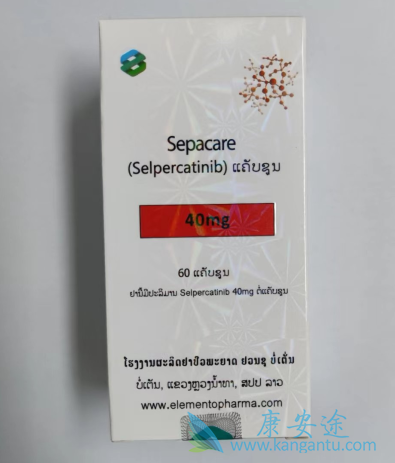 Sepacare
(Selpercatinib) ແຄັບຊູນ
40mg
60 ແຄັບຊູນ
ຢານີ້ມີປະລິມານ Selpercatinib 40mg ຕໍ່ແຄັບຊູນ
ໂຮງງານຜະລິດຢາຊີວະພະຍາດ ຢວນຊູ ບໍ່ເຕັ່ນ
ບໍ່ເຕັ່ນ, ແຂວງຫຼວງນ້ຳທາ, ສປປ ລາວ
www.elementopharma.com
康安途
www.kangantu.com